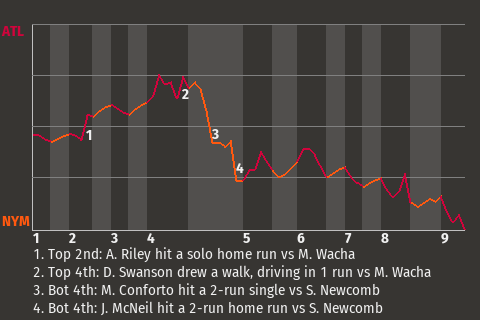 ATL
1
2
3
4
NYM
1 2 3 4 5 6 7 8 9
1. Top 2nd: A. Riley hit a solo home run vs M. Wacha
2. Top 4th: D. Swanson drew a walk, driving in 1 run vs M. Wacha
3. Bot 4th: M. Conforto hit a 2-run single vs S. Newcomb
4. Bot 4th: J. McNeil hit a 2-run home run vs S. Newcomb